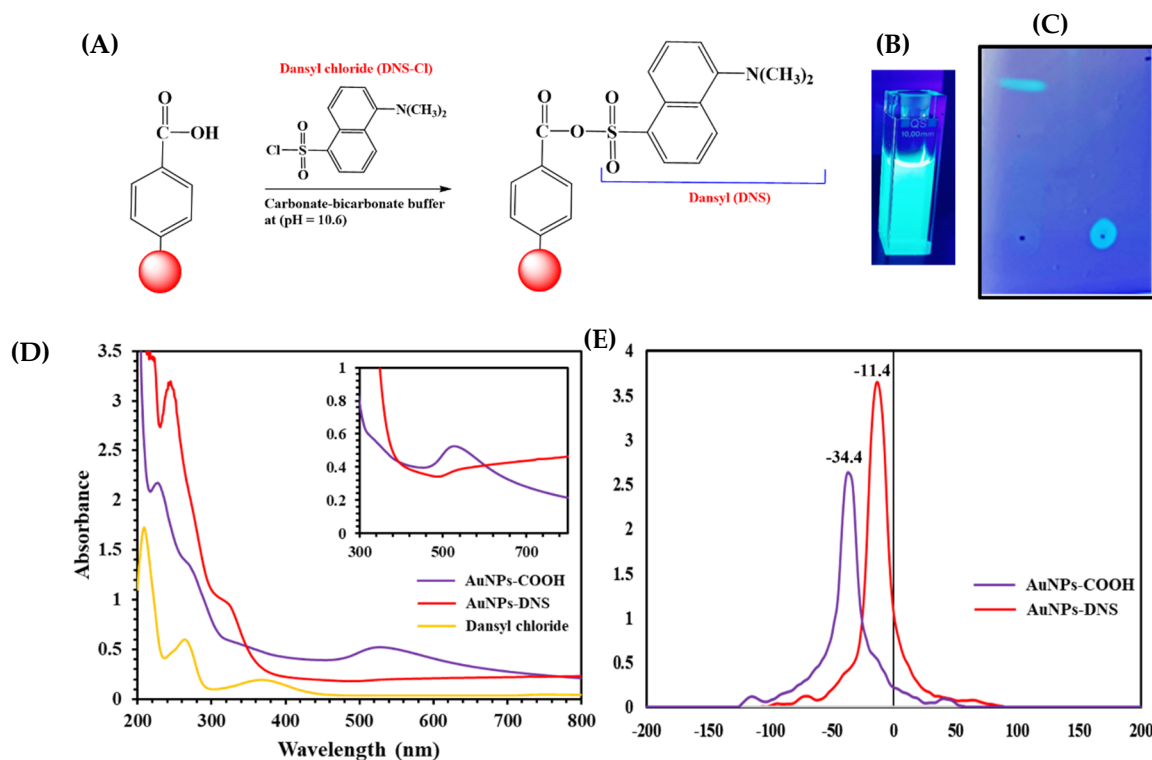 (A)
Dansyl chloride (DNS-Cl)
N(CH₃)₂
O
Cl
S
O
O
C
OH
Carbonate-bicarbonate buffer
at (pH = 10.6)
N(CH₃)₂
O
O
C
O
S
O
Dansyl (DNS)
(B)
QS
10,00mm
(C)
(D)
Absorbance
3.5
3
2.5
2
1.5
1
0.5
0
200
300
400
500
600
700
800
Wavelength (nm)
1
0.8
0.6
0.4
0.2
0
300
500
700
AuNPs-COOH
AuNPs-DNS
Dansyl chloride
(E)
4
3.5
3
2.5
2
1.5
1
0.5
0
-11.4
-34.4
AuNPs-COOH
AuNPs-DNS
-200
-150
-100
-50
0
50
100
150
200